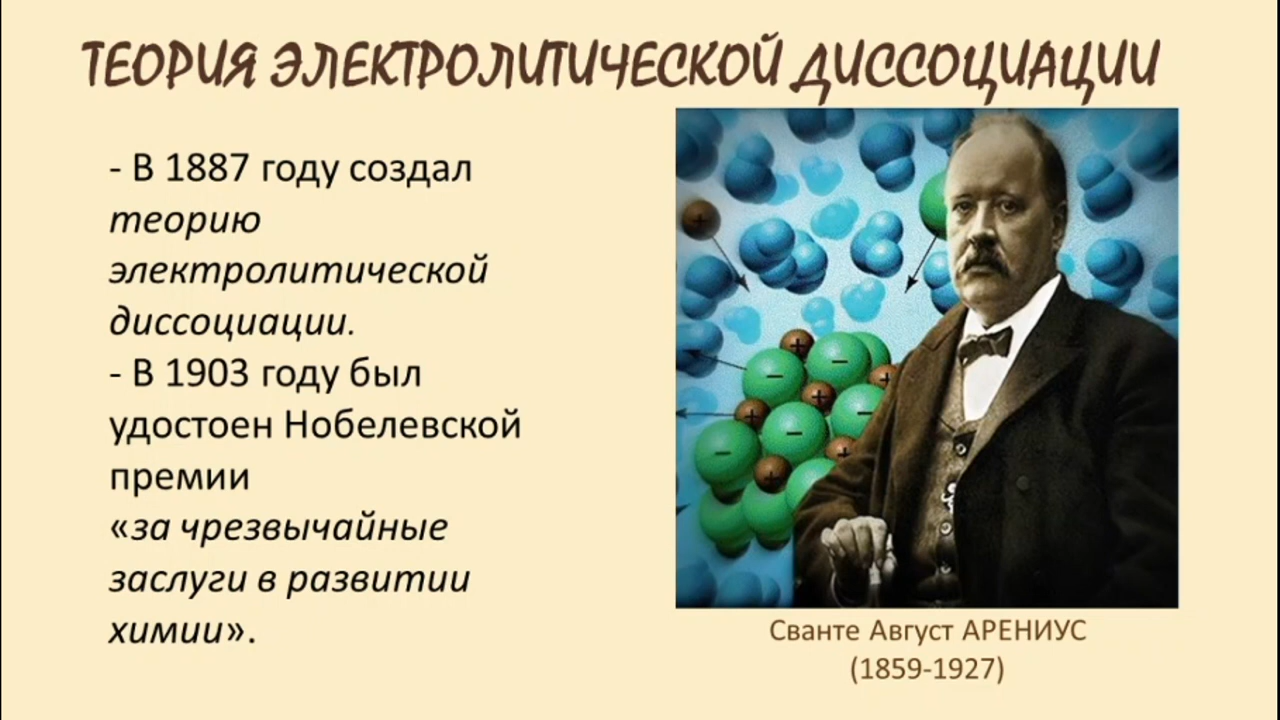 ТЕОРИЯ ЭЛЕКТРОЛИТИЧЕСКОЙ ДИССОЦИАЦИИ
- В 1887 году создал
теорию
электролитической
диссоциации.
- В 1903 году был
удостоен Нобелевской
премии
«за чрезвычайные
заслуги в развитии
химии».
Сванте Август АРЕНИУС
(1859-1927)